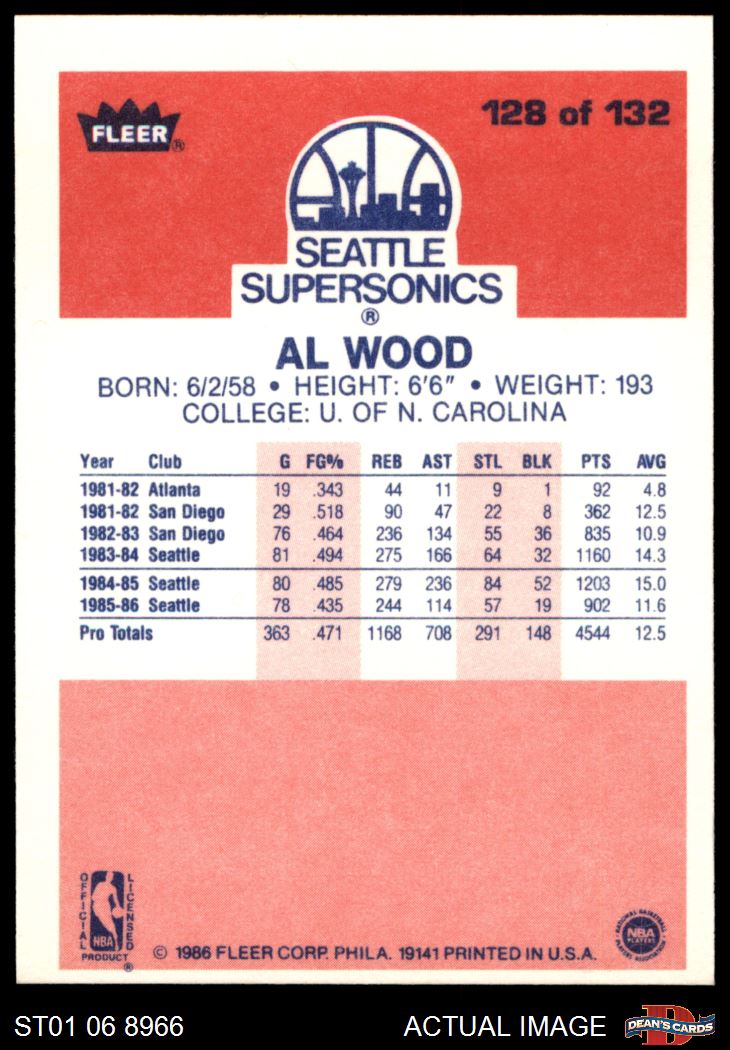 FLEER ®
128 of 132
SEATTLE
SUPERSONICS
®
AL WOOD
BORN: 6/2/58 • HEIGHT: 6'6" • WEIGHT: 193
COLLEGE: U. OF N. CAROLINA
Year Club G FG% REB AST STL BLK PTS AVG
1981-82 Atlanta 19 .343 44 11 9 1 92 4.8
1981-82 San Diego 29 .518 90 47 22 8 362 12.5
1982-83 San Diego 76 .464 236 134 55 36 835 10.9
1983-84 Seattle 81 .494 275 166 64 32 1160 14.3
1984-85 Seattle 80 .485 279 236 84 52 1203 15.0
1985-86 Seattle 78 .435 244 114 57 19 902 11.6
Pro Totals 363 .471 1168 708 291 148 4544 12.5
OFFICIAL
LICENSED
NBA
PRODUCT
®
© 1986 FLEER CORP. PHILA. 19141 PRINTED IN U.S.A.
NATIONAL BASKETBALL
NBA
PLAYERS
PLAYERS ASSOCIATION
ST01 06 8966
ACTUAL IMAGE
D
DEAN'S CARDS